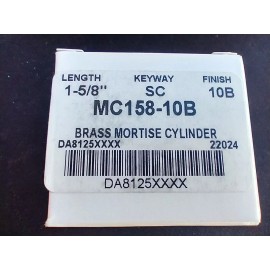 LENGTH KEYWAY FINISH
1-5/8" SC 10B
MC158-10B
BRASS MORTISE CYLINDER
DA8125XXXX 22024
DA8125XXXX